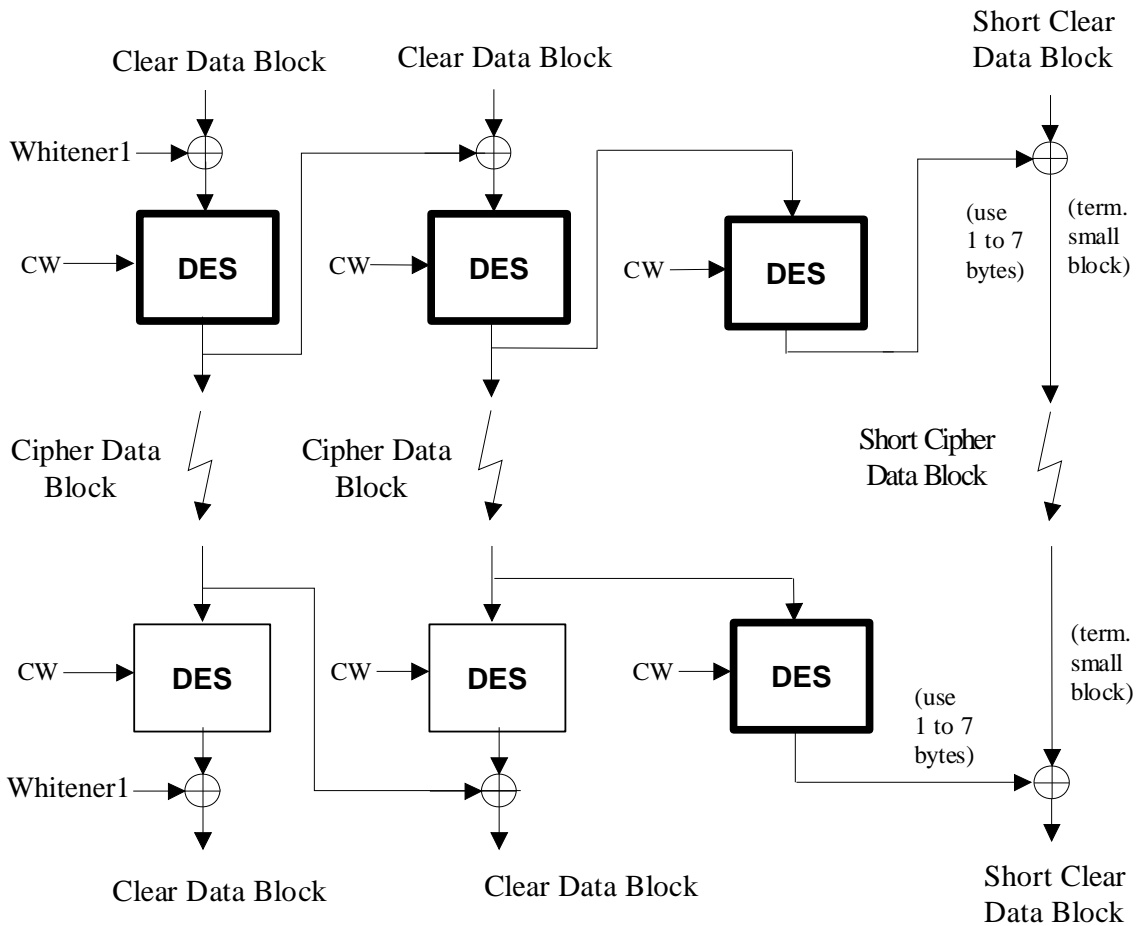 Short Clear
Data Block
Clear Data Block
Clear Data Block
Whitener1
(use
1 to 7
bytes)
(term.
small
block)
CW
DES
CW
DES
CW
DES
Cipher Data
Block
Cipher Data
Block
Short Cipher
Data Block
CW
DES
CW
DES
CW
DES
(term.
small
block)
(use
1 to 7
bytes)
Whitener1
Clear Data Block
Clear Data Block
Short Clear
Data Block